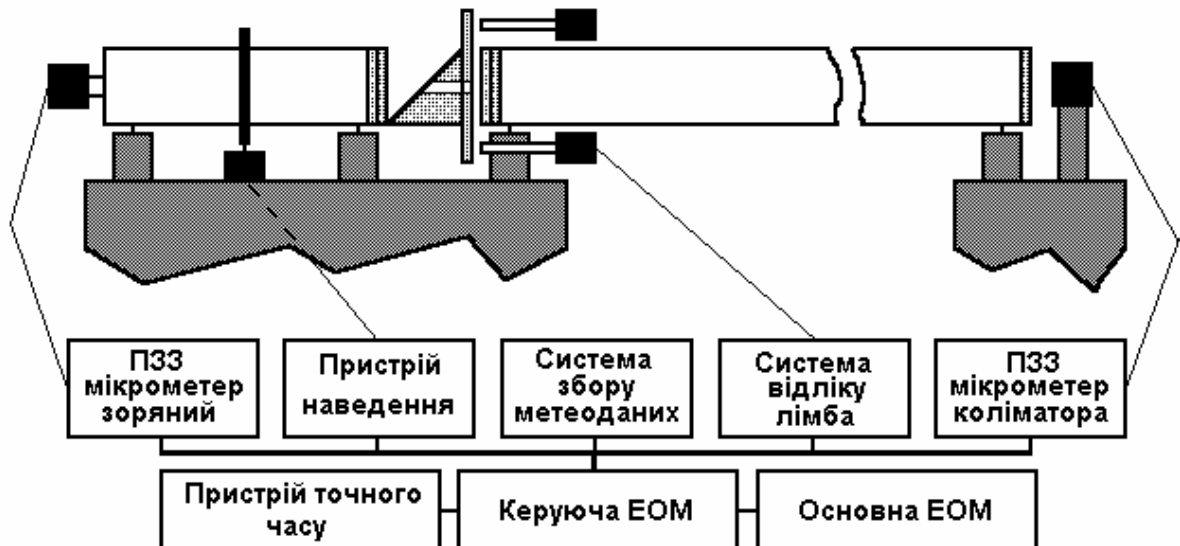 ПЗЗ
мікрометер
зоряний
Пристрій
наведення
Система
збору
метеоданих
Система
відліку
лімба
ПЗЗ
мікрометер
коліматора
Пристрій точного
часу
Керуюча ЕОМ
Основна ЕОМ